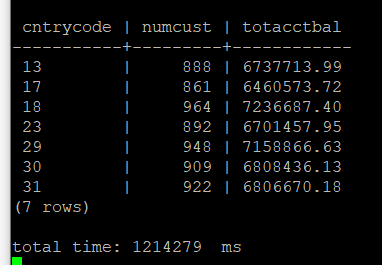 cntrycode | numcust | totacctbal
-----------+---------+------------
13 | 888 | 6737713.99
17 | 861 | 6460573.72
18 | 964 | 7236687.40
23 | 892 | 6701457.95
29 | 948 | 7158866.63
30 | 909 | 6808436.13
31 | 922 | 6806670.18
(7 rows)
total time: 1214279 ms